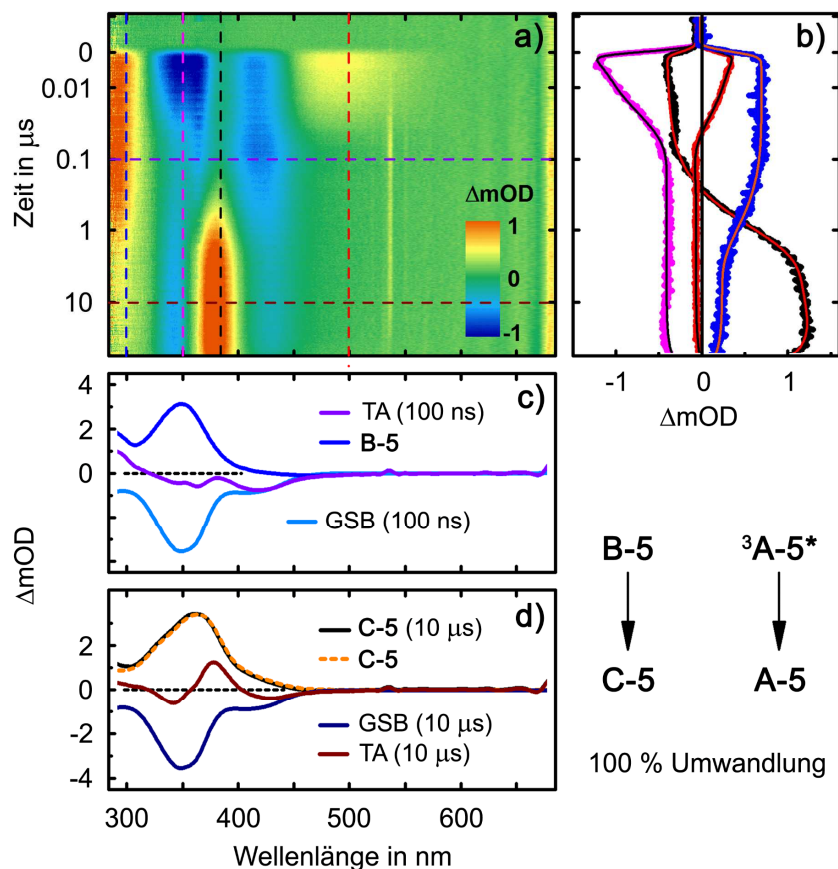 a)
b)
Zeit in µs
0
0.01
0.1
1
10
ΔmOD
1
0
-1
-1 0 1
ΔmOD
c)
4
2
0
TA (100 ns)
B-5
GSB (100 ns)
ΔmOD
d)
2
0
-2
-4
C-5 (10 µs)
C-5
GSB (10 µs)
TA (10 µs)
300 400 500 600
Wellenlänge in nm
B-5 ³A-5*
C-5 A-5
100 % Umwandlung